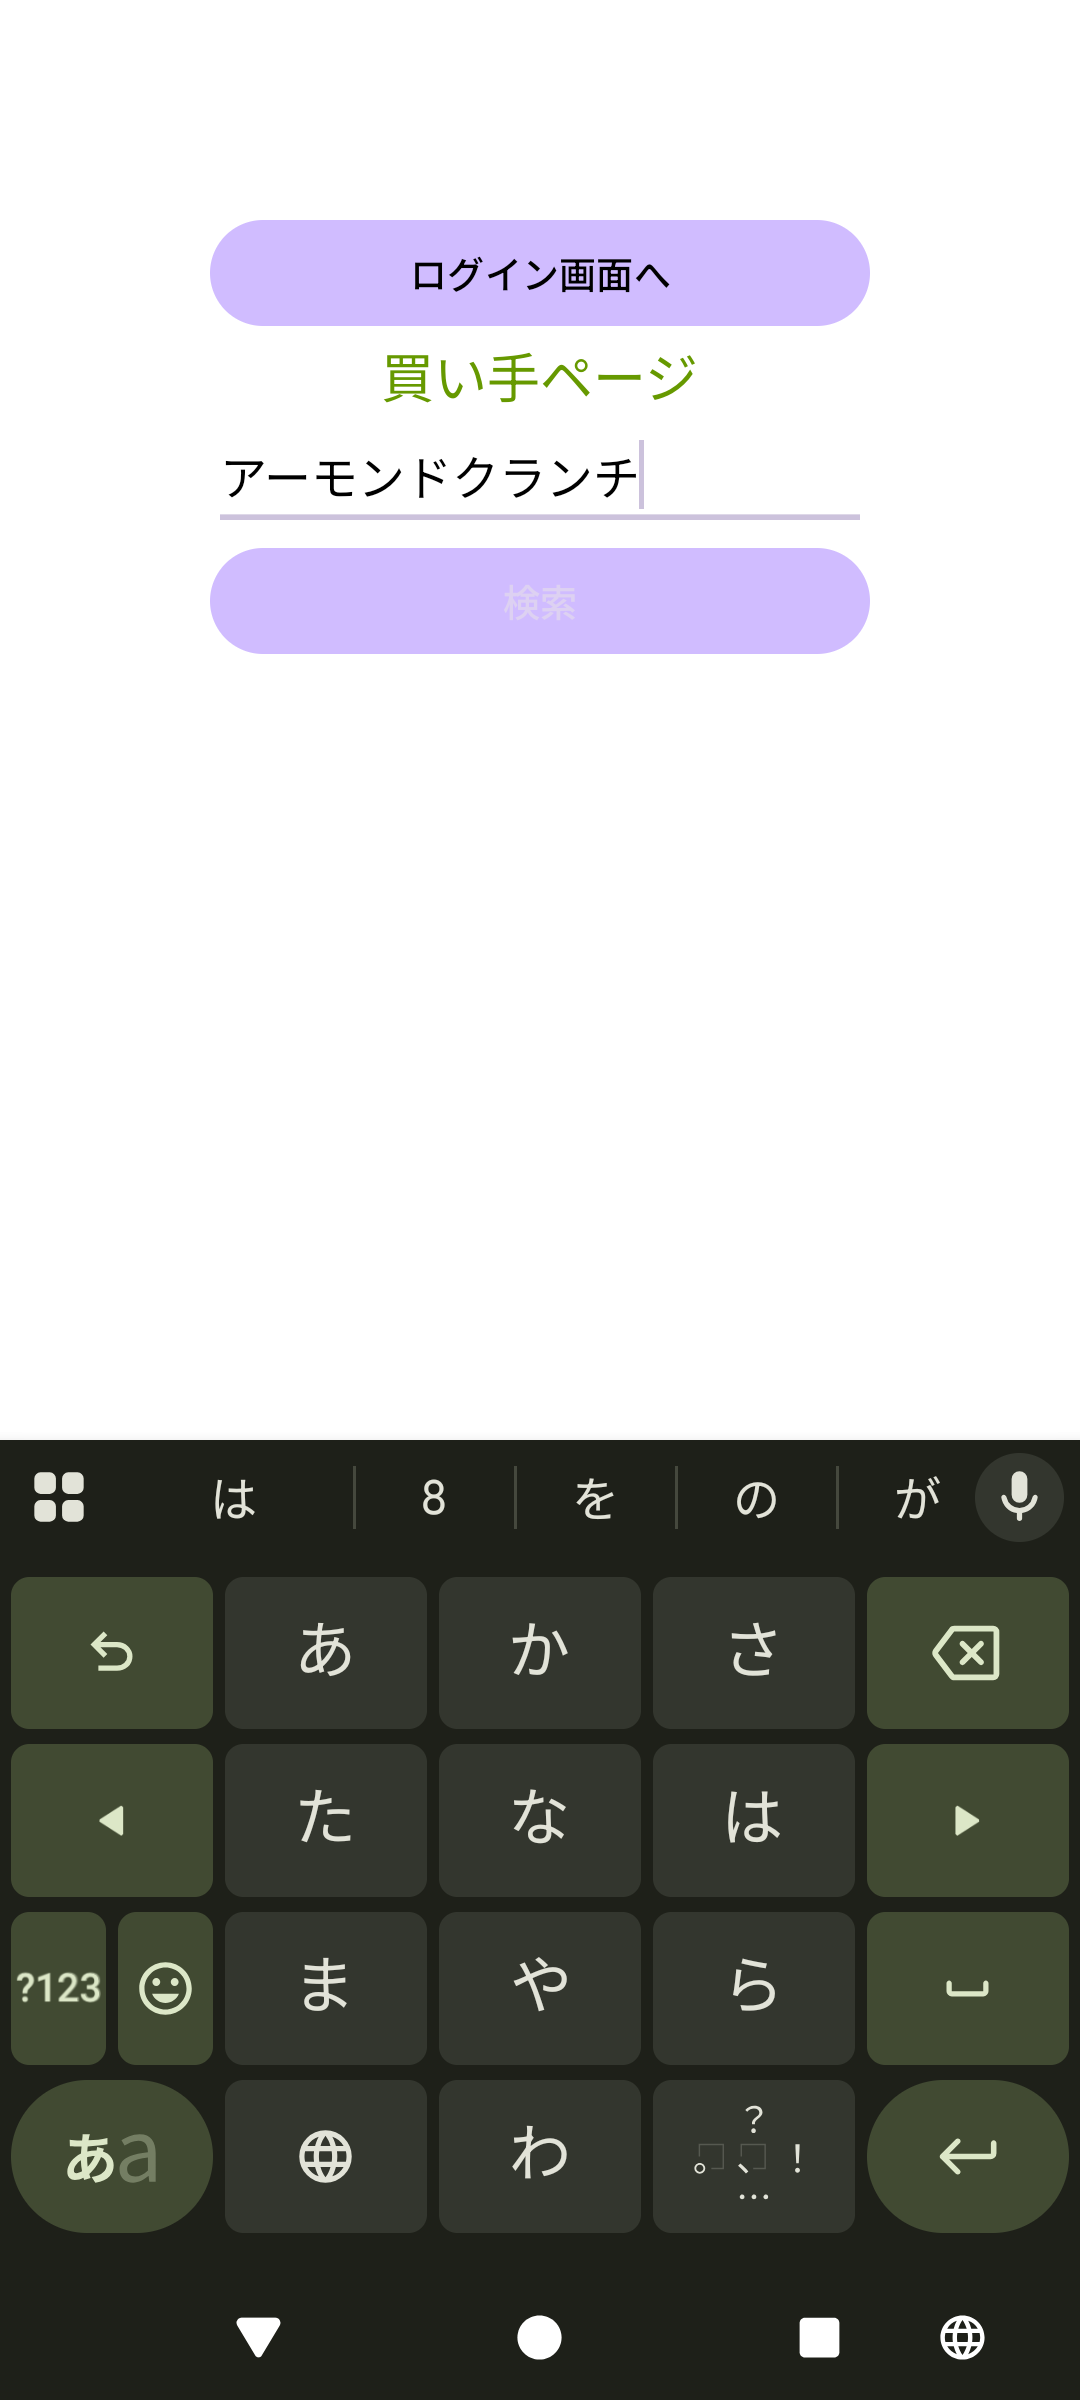 ログイン画面へ
買い手ページ
アーモンドクランチ
検索
は 8 を の が
あ か さ
た な は
?123 ま や ら
あa わ 。?、!…